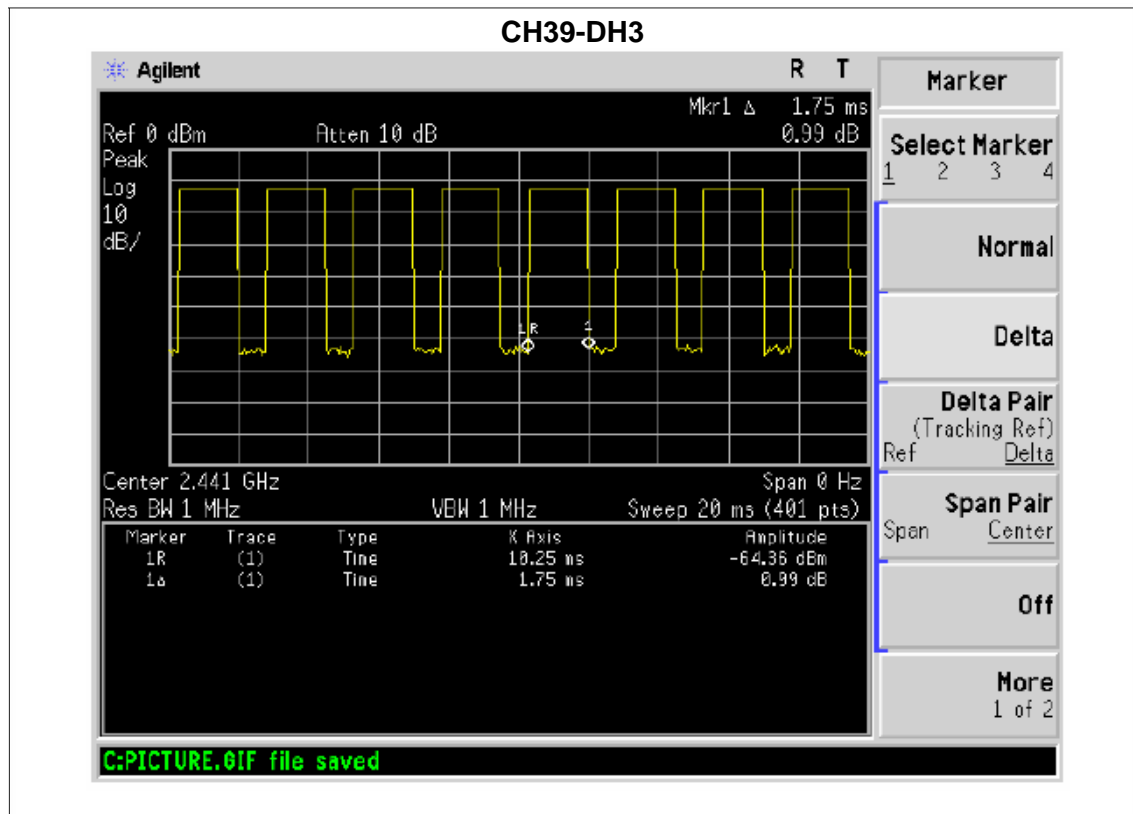 CH39-DH3
Agilent R T
Mkr1 Δ 1.75 ms
Ref 0 dBm Atten 10 dB 0.99 dB
Peak
Log
10
dB/
1R 1
Center 2.441 GHz Span 0 Hz
Res BW 1 MHz VBW 1 MHz Sweep 20 ms (401 pts)
Marker Trace Type X Axis Amplitude
1R (1) Time 10.25 ms -64.36 dBm
1Δ (1) Time 1.75 ms 0.99 dB
C:PICTURE.GIF file saved
Marker
Select Marker
1 2 3 4
Normal
Delta
Delta Pair
(Tracking Ref)
Ref Delta
Span Pair
Span Center
Off
More
1 of 2